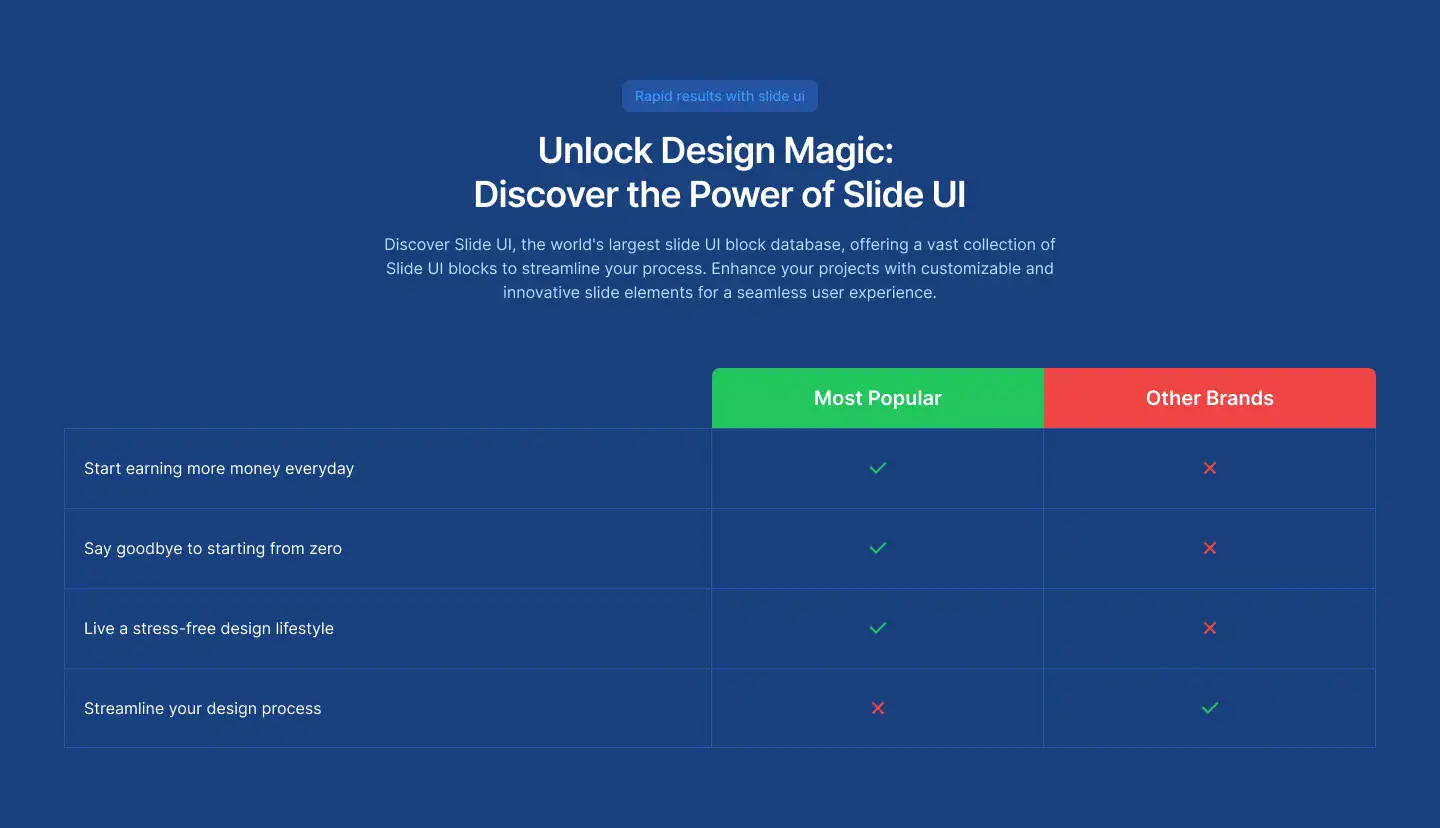 Rapid results with slide ui
Unlock Design Magic:
Discover the Power of Slide UI
Discover Slide UI, the world's largest slide UI block database, offering a vast collection of
Slide UI blocks to streamline your process. Enhance your projects with customizable and
innovative slide elements for a seamless user experience.
Most Popular
Other Brands
Start earning more money everyday
Say goodbye to starting from zero
Live a stress-free design lifestyle
Streamline your design process